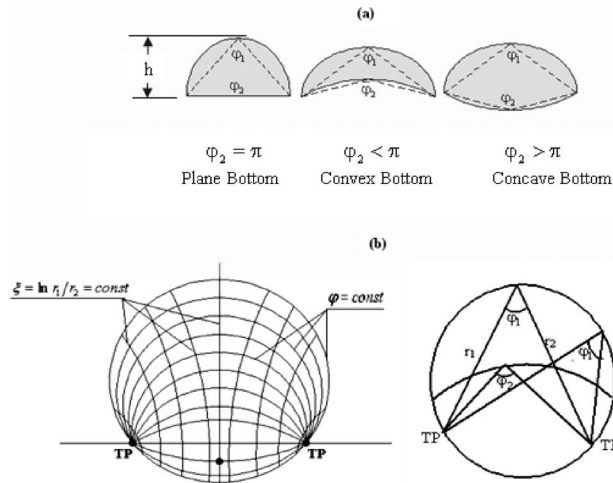 (a)
h
φ₁ φ₁ φ₁
φ₂ φ₂ φ₂
φ₂ = π φ₂ < π φ₂ > π
Plane Bottom Convex Bottom Concave Bottom
(b)
ξ = ln r₁/r₂ = const φ = const
TP TP
φ₁
r₁ r₂ φ₁
φ₂
TP T